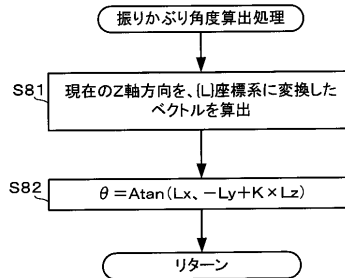 振りかぶり角度算出処理
S81
現在のZ軸方向を、{L}座標系に変換した
ベクトルを算出
S82
θ=Atan(Lx、-Ly+K×Lz)
リターン